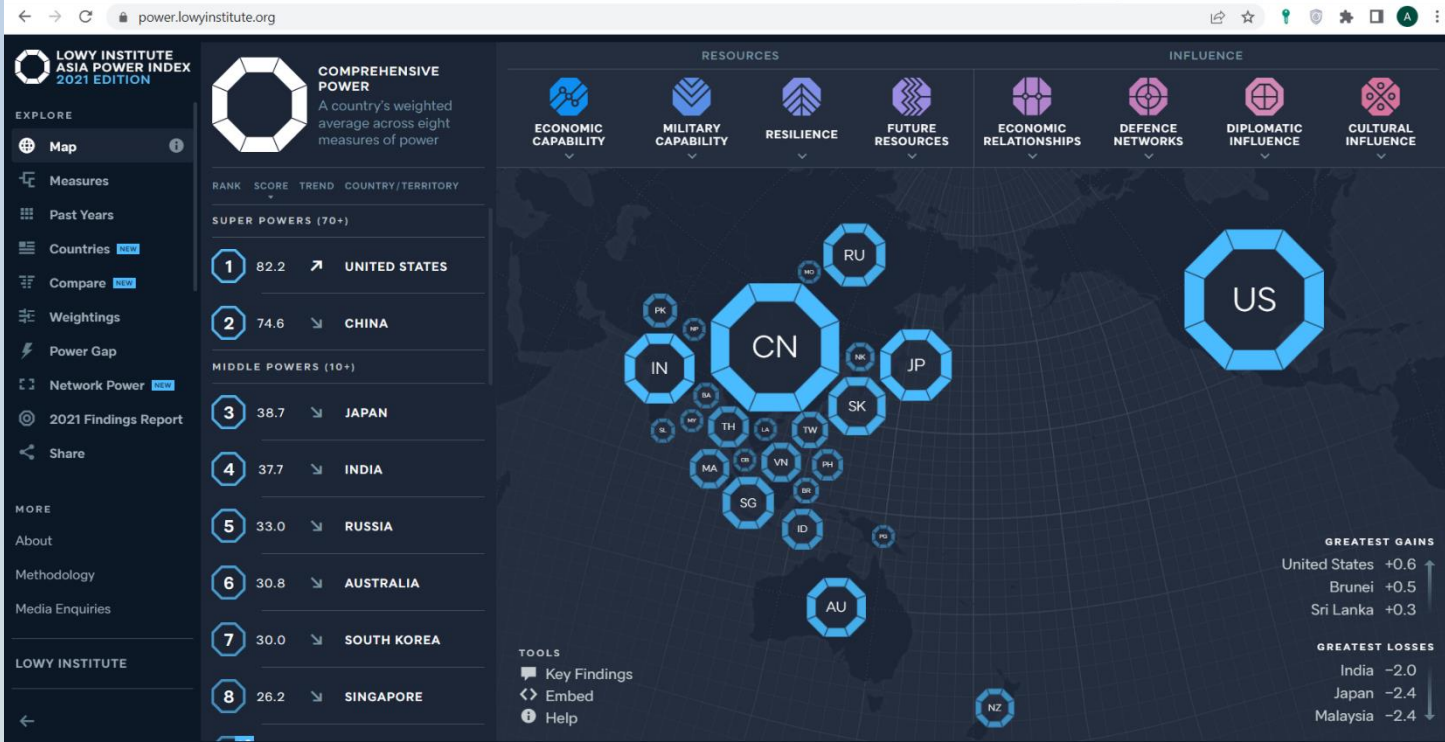 power.lowyinstitute.org
A
LOWY INSTITUTE
ASIA POWER INDEX
2021 EDITION
EXPLORE
Map
Measures
Past Years
Countries NEW
Compare NEW
Weightings
Power Gap
Network Power NEW
2021 Findings Report
Share
MORE
About
Methodology
Media Enquiries
LOWY INSTITUTE
COMPREHENSIVE
POWER
A country's weighted
average across eight
measures of power
RANK SCORE TREND COUNTRY/TERRITORY
SUPER POWERS (70+)
1 82.2 UNITED STATES
2 74.6 CHINA
MIDDLE POWERS (10+)
3 38.7 JAPAN
4 37.7 INDIA
5 33.0 RUSSIA
6 30.8 AUSTRALIA
7 30.0 SOUTH KOREA
8 26.2 SINGAPORE
RESOURCES
INFLUENCE
ECONOMIC
CAPABILITY
MILITARY
CAPABILITY
RESILIENCE
FUTURE
RESOURCES
ECONOMIC
RELATIONSHIPS
DEFENCE
NETWORKS
DIPLOMATIC
INFLUENCE
CULTURAL
INFLUENCE
RU
MO
PK
NP
US
CN
IN
NK
JP
BA
SK
SL
MY
TH
LA
TW
MA
CB
VN
PH
BR
SG
ID
PG
AU
NZ
TOOLS
Key Findings
Embed
Help
GREATEST GAINS
United States +0.6
Brunei +0.5
Sri Lanka +0.3
GREATEST LOSSES
India −2.0
Japan −2.4
Malaysia −2.4